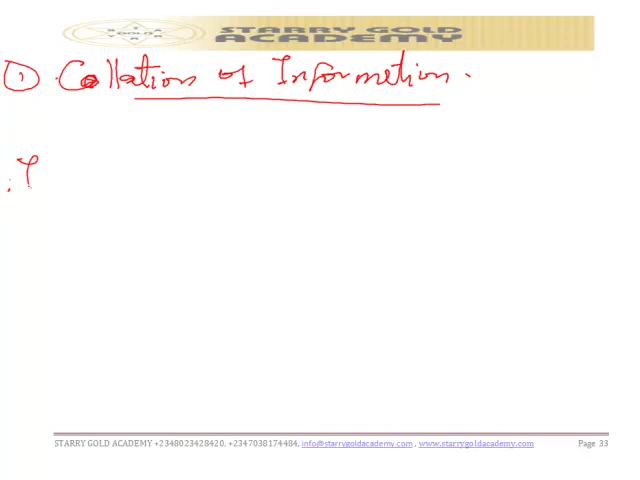 STARRY GOLD
ACADEMY
① Collation of Information.
STARRY GOLD ACADEMY +2348023428420, +2347038174484, info@starrygoldacademy.com , www.starrygoldacademy.com Page 33